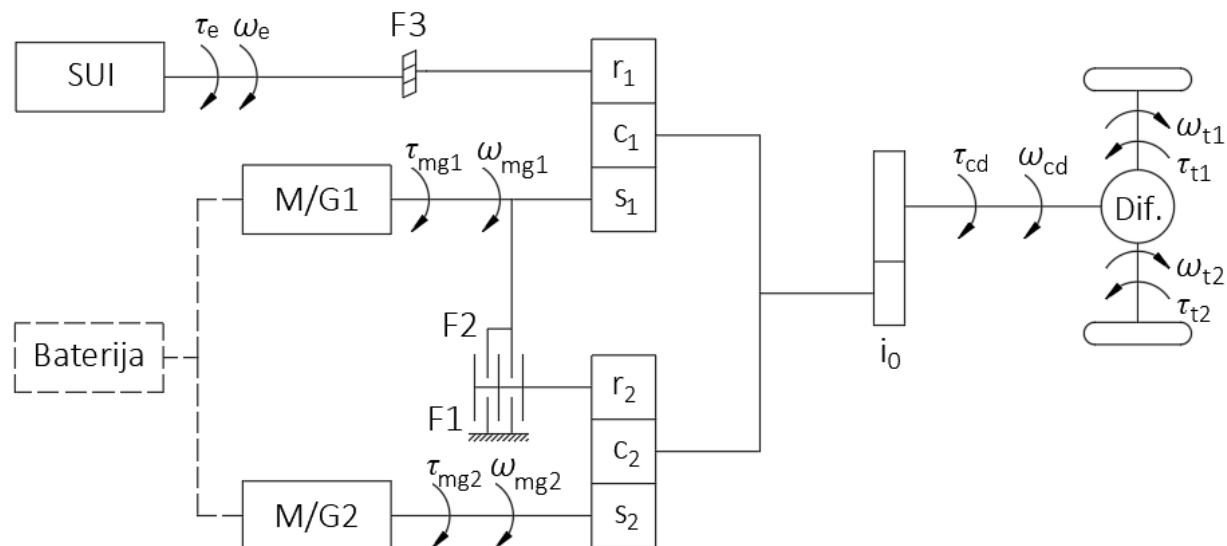 τe ωe F3
SUI
r1
c1
s1
τmg1 ωmg1
M/G1
ωt1
τt1
τcd ωcd
Dif.
ωt2
τt2
Baterija
F2
F1
i0
r2
c2
s2
τmg2 ωmg2
M/G2